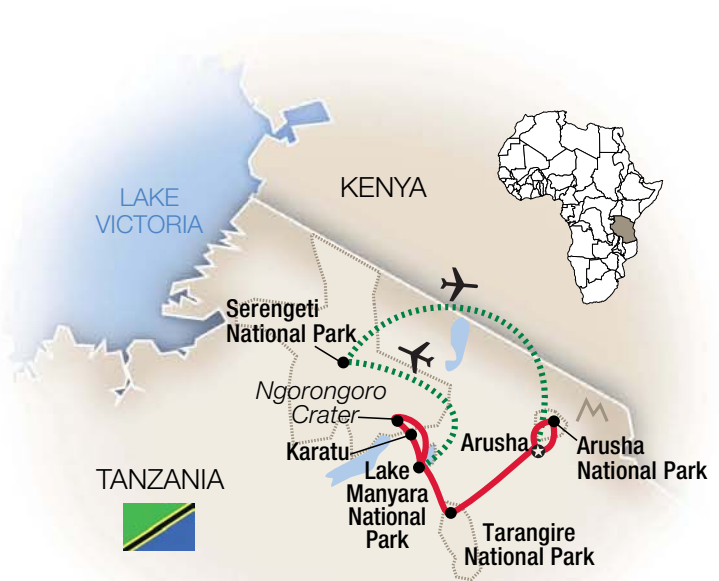 KENYA
LAKE
VICTORIA
Serengeti
National Park
Ngorongoro
Crater
Karatu
Arusha
Arusha
National Park
TANZANIA
Lake
Manyara
National
Park
Tarangire
National Park